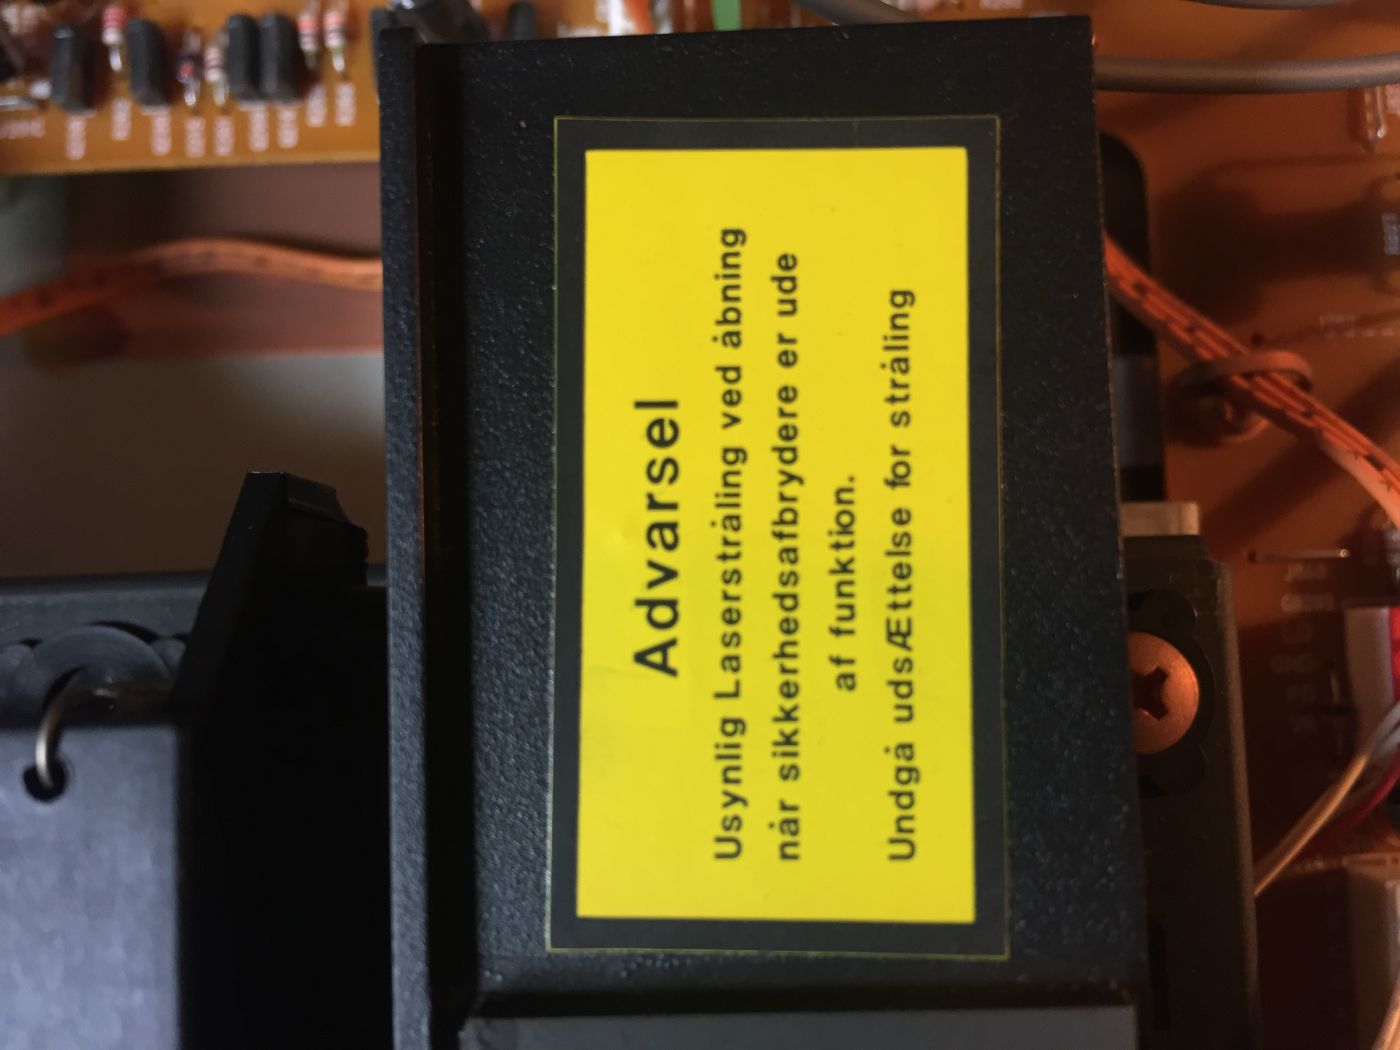 Advarsel
Usynlig Laserstråling ved åbning
når sikkerhedsafbrydere er ude
af funktion.
Undgå udsÆttelse for stråling